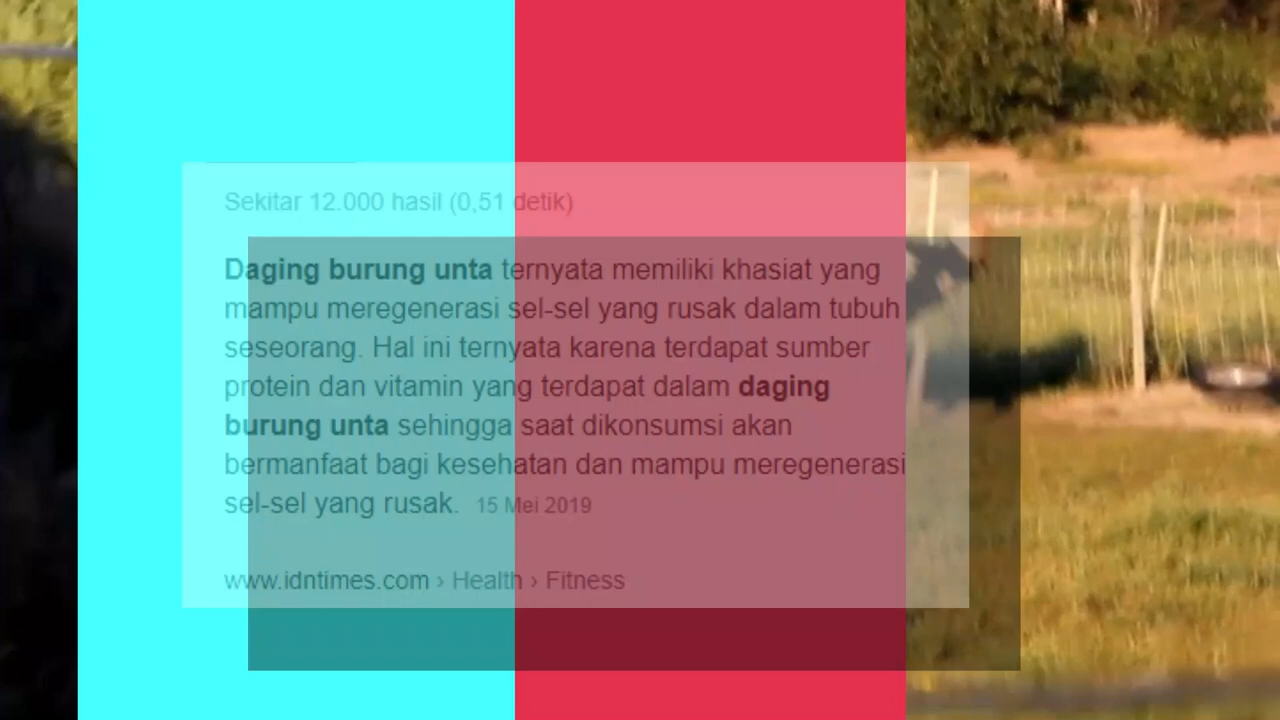 Sekitar 12.000 hasil (0,51 detik)
Daging burung unta ternyata memiliki khasiat yang
mampu meregenerasi sel-sel yang rusak dalam tubuh
seseorang. Hal ini ternyata karena terdapat sumber
protein dan vitamin yang terdapat dalam daging
burung unta sehingga saat dikonsumsi akan
bermanfaat bagi kesehatan dan mampu meregenerasi
sel-sel yang rusak. 15 Mei 2019
www.idntimes.com › Health › Fitness